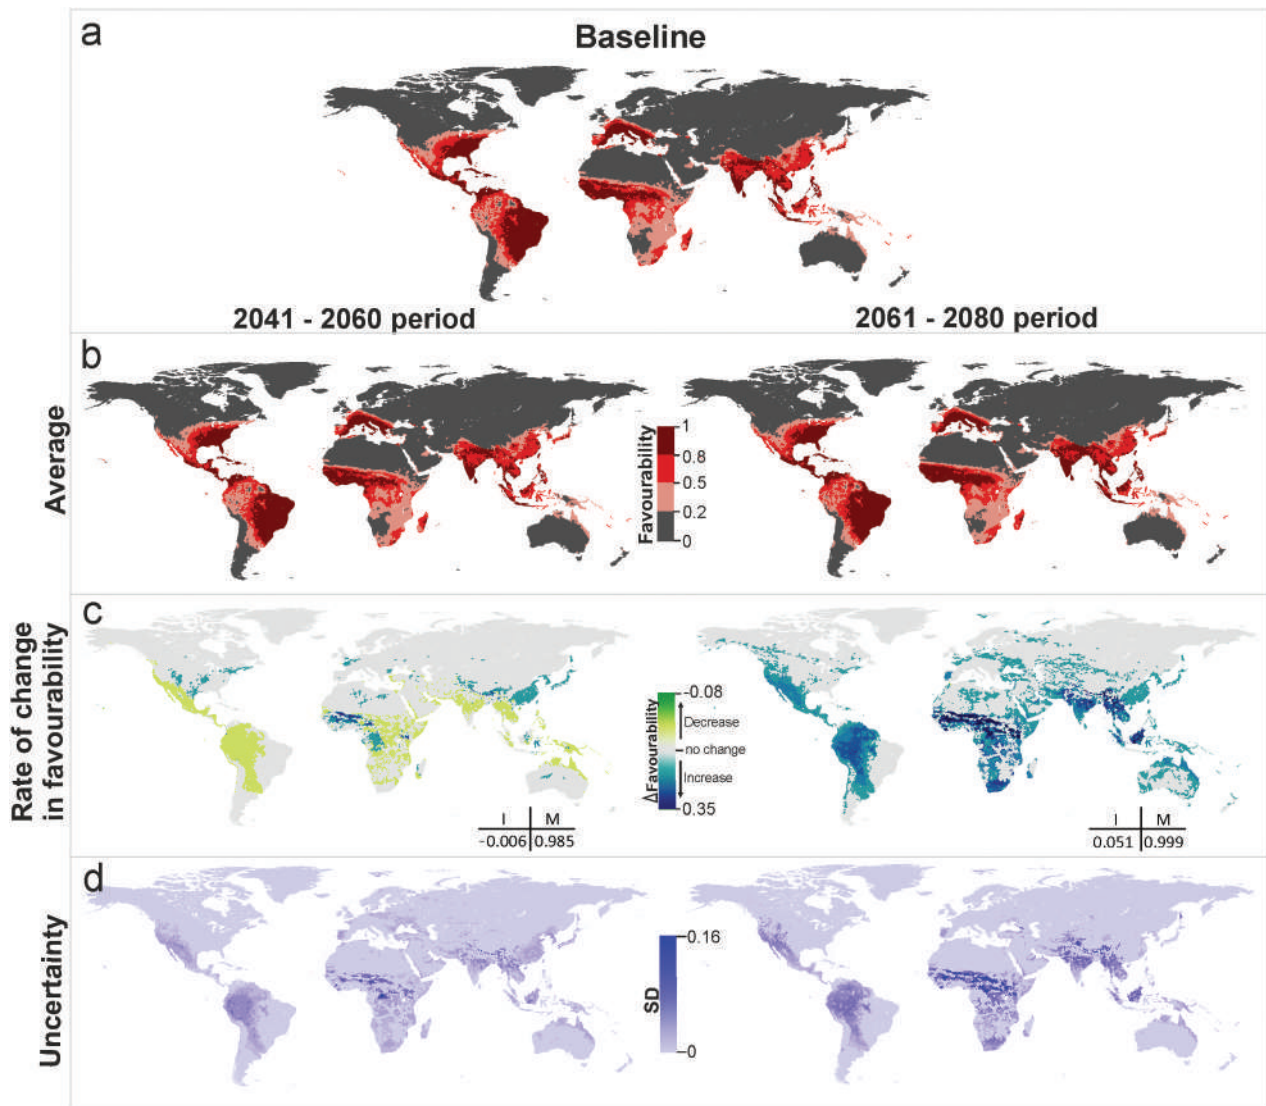 a
Baseline
2041 - 2060 period
2061 - 2080 period
b
Average
Favourability
1
0.8
0.5
0.2
0
c
Rate of change
in favourability
ΔFavourability
-0.08
Decrease
no change
Increase
0.35
I M
-0.006 0.985
I M
0.051 0.999
d
Uncertainty
SD
0.16
0